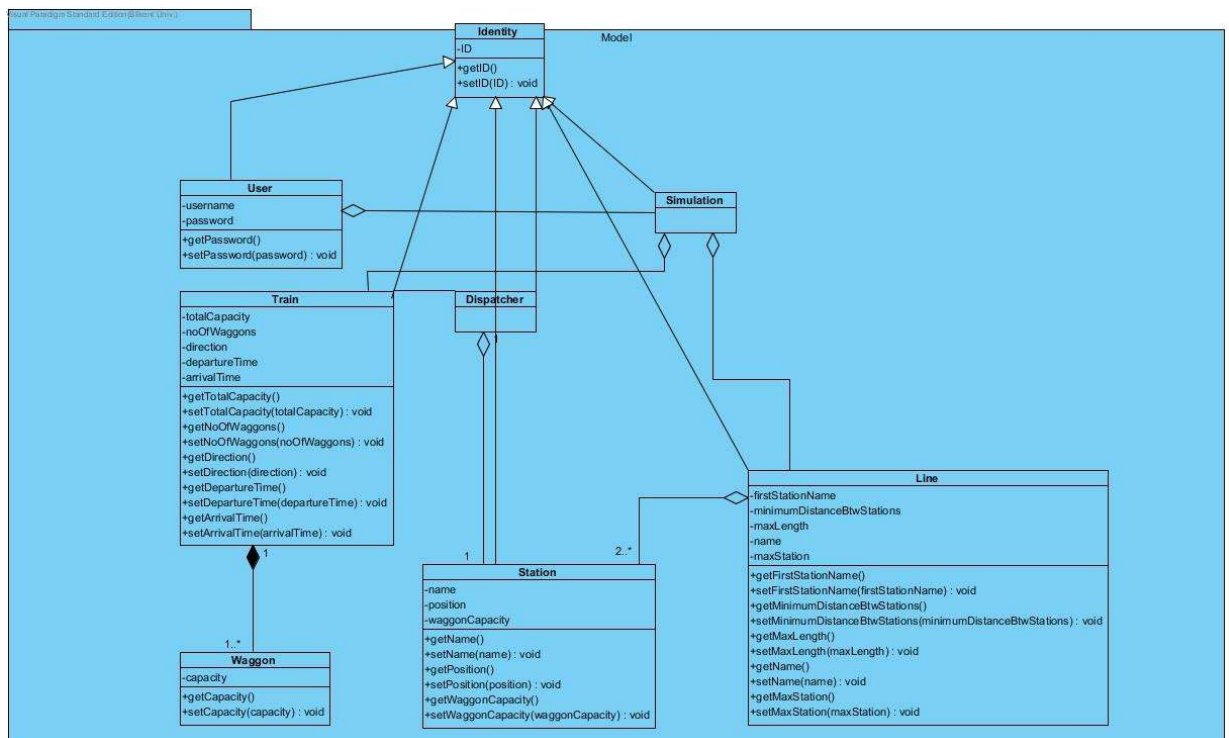 Visual Paradigm Standard Edition(Bilkent Univ.)
Model
Identity
-ID
+getID()
+setID(ID) : void
User
-username
-password
+getPassword()
+setPassword(password) : void
Simulation
Train
-totalCapacity
-noOfWaggons
-direction
-departureTime
-arrivalTime
+getTotalCapacity()
+setTotalCapacity(totalCapacity) : void
+getNoOfWaggons()
+setNoOfWaggons(noOfWaggons) : void
+getDirection()
+setDirection(direction) : void
+getDepartureTime()
+setDepartureTime(departureTime) : void
+getArrivalTime()
+setArrivalTime(arrivalTime) : void
Dispatcher
1
1
1..*
Waggon
-capacity
+getCapacity()
+setCapacity(capacity) : void
1
2..*
Station
-name
-position
-waggonCapacity
+getName()
+setName(name) : void
+getPosition()
+setPosition(position) : void
+getWaggonCapacity()
+setWaggonCapacity(waggonCapacity) : void
Line
-firstStationName
-minimumDistanceBtwStations
-maxLength
-name
-maxStation
+getFirstStationName()
+setFirstStationName(firstStationName) : void
+getMinimumDistanceBtwStations()
+setMinimumDistanceBtwStations(minimumDistanceBtwStations) : void
+getMaxLength()
+setMaxLength(maxLength) : void
+getName()
+setName(name) : void
+getMaxStation()
+setMaxStation(maxStation) : void